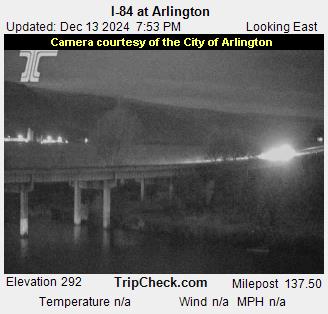 I-84 at Arlington
Updated: Dec 13 2024 7:53 PM Looking East
Camera courtesy of the City of Arlington
Elevation 292 TripCheck.com Milepost 137.50
Temperature n/a Wind n/a MPH n/a